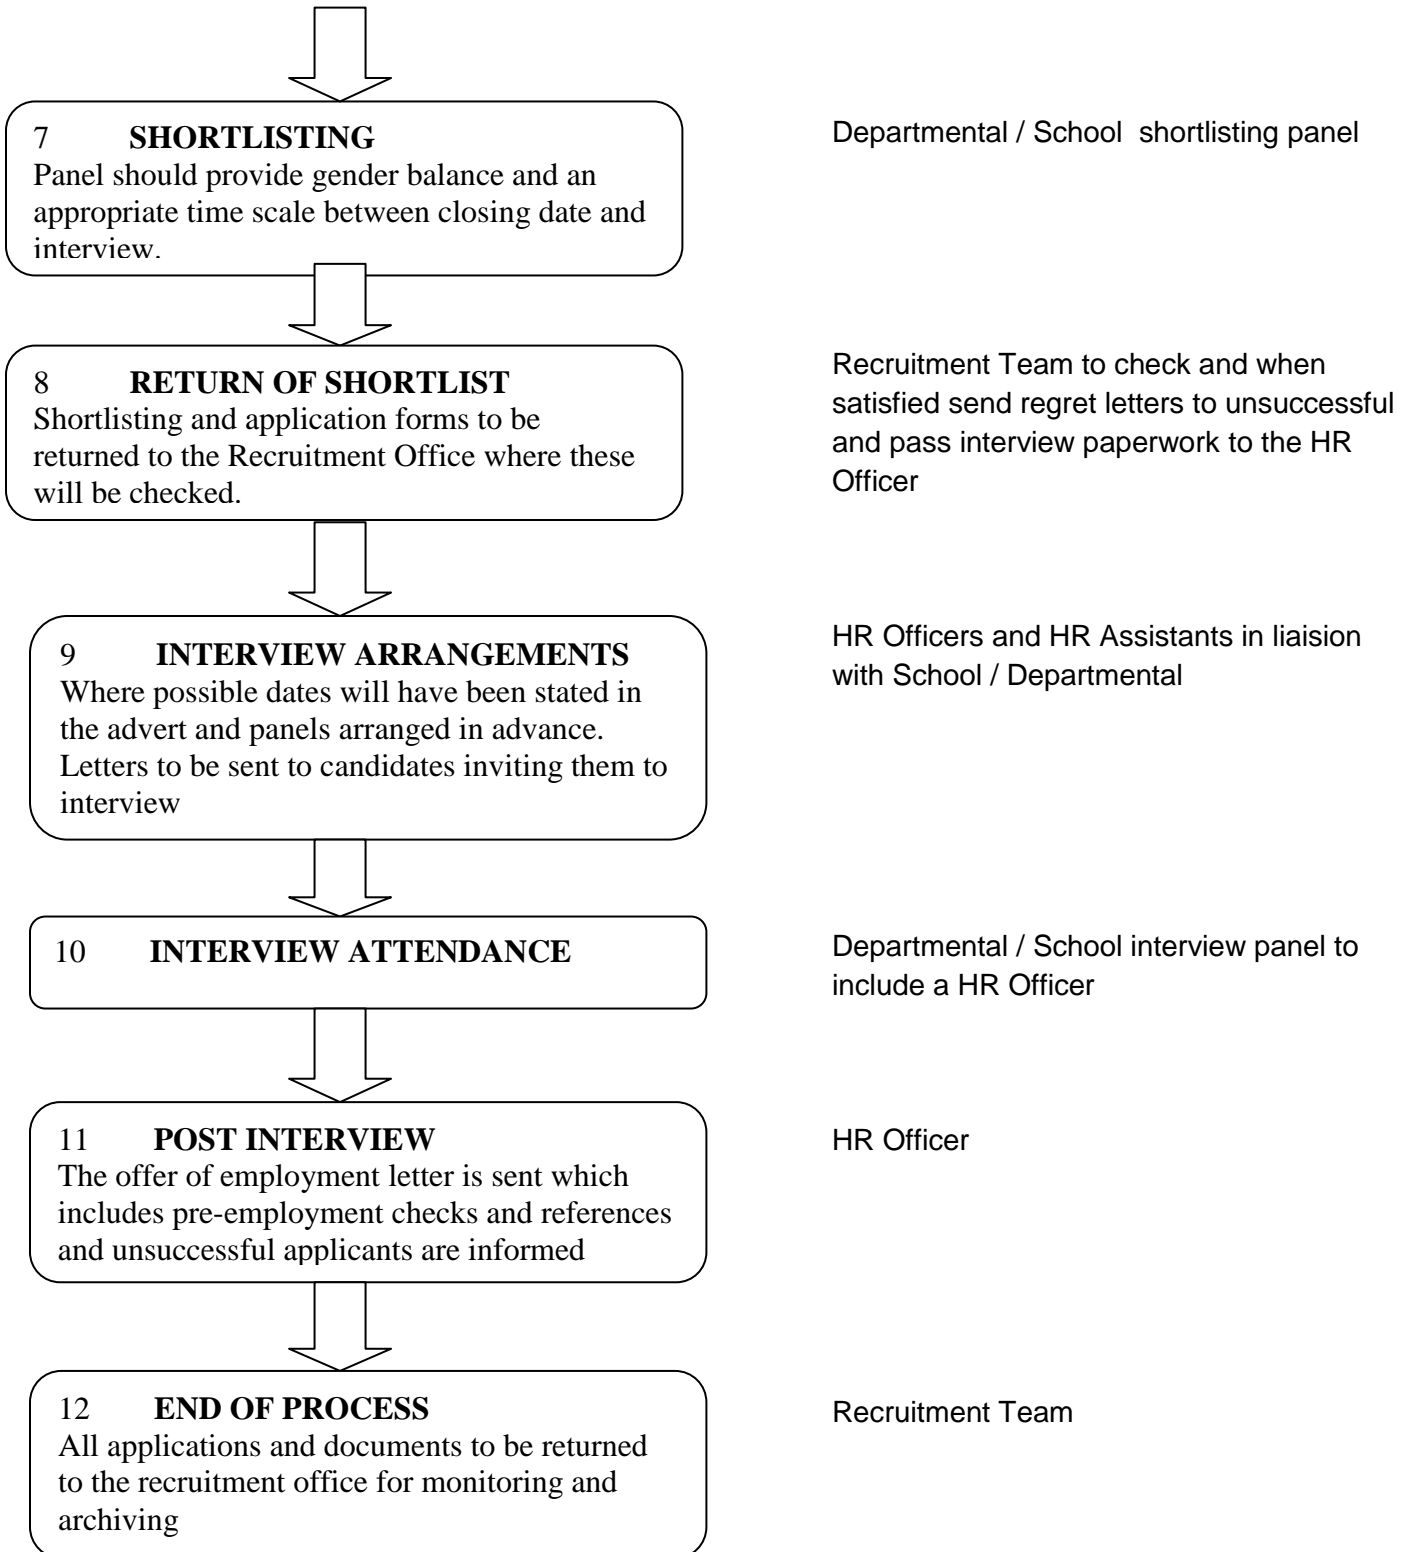 7 SHORTLISTING
Panel should provide gender balance and an
appropriate time scale between closing date and
interview.
Departmental / School shortlisting panel
8 RETURN OF SHORTLIST
Shortlisting and application forms to be
returned to the Recruitment Office where these
will be checked.
Recruitment Team to check and when
satisfied send regret letters to unsuccessful
and pass interview paperwork to the HR
Officer
9 INTERVIEW ARRANGEMENTS
Where possible dates will have been stated in
the advert and panels arranged in advance.
Letters to be sent to candidates inviting them to
interview
HR Officers and HR Assistants in liaision
with School / Departmental
10 INTERVIEW ATTENDANCE
Departmental / School interview panel to
include a HR Officer
11 POST INTERVIEW
The offer of employment letter is sent which
includes pre-employment checks and references
and unsuccessful applicants are informed
HR Officer
12 END OF PROCESS
All applications and documents to be returned
to the recruitment office for monitoring and
archiving
Recruitment Team